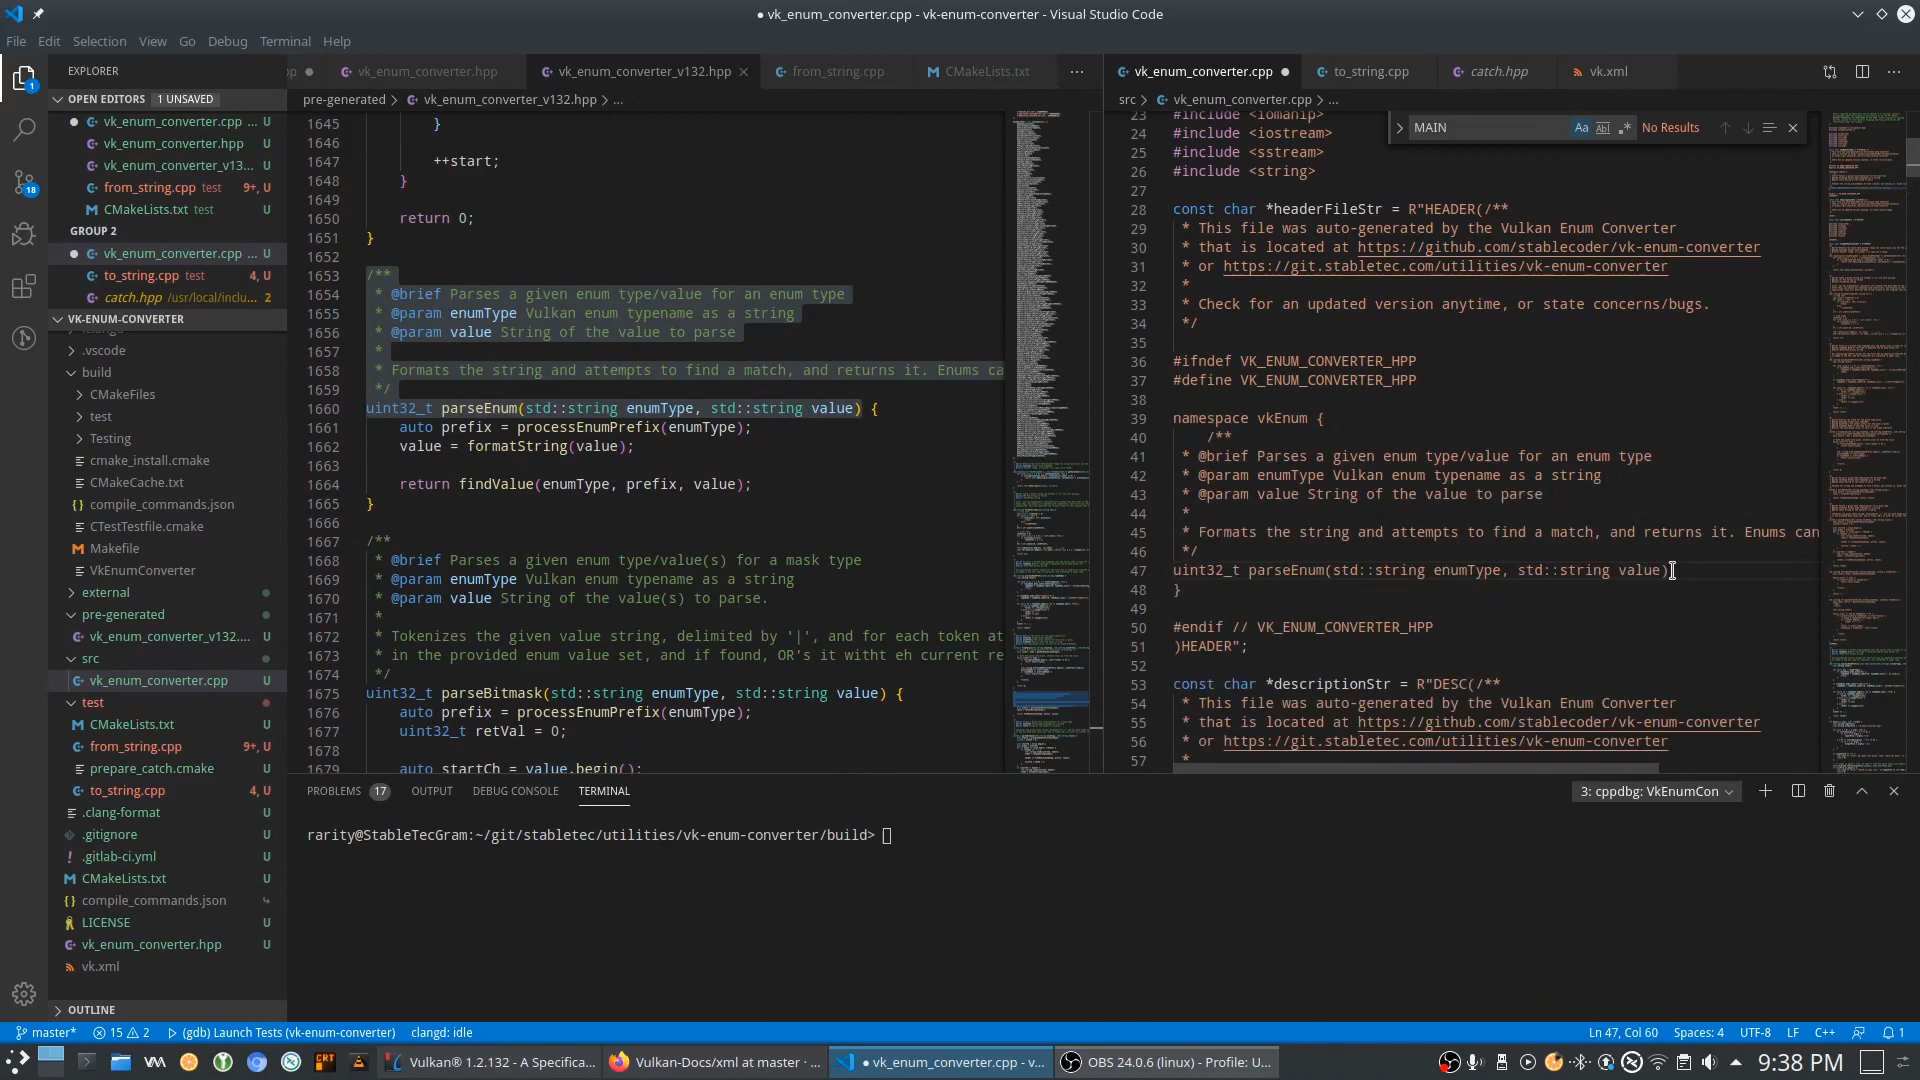 ● vk_enum_converter.cpp - vk-enum-converter - Visual Studio Code
File Edit Selection View Go Debug Terminal Help
EXPLORER
OPEN EDITORS 1 UNSAVED
vk_enum_converter.cpp ... U
vk_enum_converter.hpp U
vk_enum_converter_v13... U
from_string.cpp test 9+, U
CMakeLists.txt test U
GROUP 2
vk_enum_converter.cpp ... U
to_string.cpp test 4, U
catch.hpp /usr/local/inclu... 2
VK-ENUM-CONVERTER
.vscode
build
CMakeFiles
test
Testing
cmake_install.cmake
CMakeCache.txt
compile_commands.json
CTestTestfile.cmake
Makefile
VkEnumConverter
external
pre-generated
vk_enum_converter_v132.... U
src
vk_enum_converter.cpp U
test
CMakeLists.txt U
from_string.cpp 9+, U
prepare_catch.cmake U
to_string.cpp 4, U
.clang-format U
.gitignore U
.gitlab-ci.yml U
CMakeLists.txt U
compile_commands.json
LICENSE U
vk_enum_converter.hpp U
vk.xml
OUTLINE
1
18
vk_enum_converter.hpp vk_enum_converter_v132.hpp from_string.cpp CMakeLists.txt
pre-generated > vk_enum_converter_v132.hpp > ...
1645 }
1646
1647 ++start;
1648 }
1649
1650 return 0;
1651 }
1652
1653 /**
1654 * @brief Parses a given enum type/value for an enum type
1655 * @param enumType Vulkan enum typename as a string
1656 * @param value String of the value to parse
1657 *
1658 * Formats the string and attempts to find a match, and returns it. Enums ca
1659 */
1660 uint32_t parseEnum(std::string enumType, std::string value) {
1661 auto prefix = processEnumPrefix(enumType);
1662 value = formatString(value);
1663
1664 return findValue(enumType, prefix, value);
1665 }
1666
1667 /**
1668 * @brief Parses a given enum type/value(s) for a mask type
1669 * @param enumType Vulkan enum typename as a string
1670 * @param value String of the value(s) to parse.
1671 *
1672 * Tokenizes the given value string, delimited by '|', and for each token at
1673 * in the provided enum value set, and if found, OR's it witht eh current re
1674 */
1675 uint32_t parseBitmask(std::string enumType, std::string value) {
1676 auto prefix = processEnumPrefix(enumType);
1677 uint32_t retVal = 0;
1678
1679 auto startCh = value.begin();
vk_enum_converter.cpp ● to_string.cpp catch.hpp vk.xml
src > vk_enum_converter.cpp > ...
MAIN Aa Abl .* No Results
23 #include <iomanip>
24 #include <iostream>
25 #include <sstream>
26 #include <string>
27
28 const char *headerFileStr = R"HEADER(/**
29 * This file was auto-generated by the Vulkan Enum Converter
30 * that is located at https://github.com/stablecoder/vk-enum-converter
31 * or https://git.stabletec.com/utilities/vk-enum-converter
32 *
33 * Check for an updated version anytime, or state concerns/bugs.
34 */
35
36 #ifndef VK_ENUM_CONVERTER_HPP
37 #define VK_ENUM_CONVERTER_HPP
38
39 namespace vkEnum {
40 /**
41 * @brief Parses a given enum type/value for an enum type
42 * @param enumType Vulkan enum typename as a string
43 * @param value String of the value to parse
44 *
45 * Formats the string and attempts to find a match, and returns it. Enums can
46 */
47 uint32_t parseEnum(std::string enumType, std::string value)
48 }
49
50 #endif // VK_ENUM_CONVERTER_HPP
51 )HEADER";
52
53 const char *descriptionStr = R"DESC(/**
54 * This file was auto-generated by the Vulkan Enum Converter
55 * that is located at https://github.com/stablecoder/vk-enum-converter
56 * or https://git.stabletec.com/utilities/vk-enum-converter
57 *
PROBLEMS 17 OUTPUT DEBUG CONSOLE TERMINAL
3: cppdbg: VkEnumCon
rarity@StableTecGram:~/git/stabletec/utilities/vk-enum-converter/build>
master* 15 2 (gdb) Launch Tests (vk-enum-converter) clangd: idle
Ln 47, Col 60 Spaces: 4 UTF-8 LF C++ 1
Vulkan® 1.2.132 - A Specifica... Vulkan-Docs/xml at master · ... ● vk_enum_converter.cpp - v... OBS 24.0.6 (linux) - Profile: U...
9:38 PM